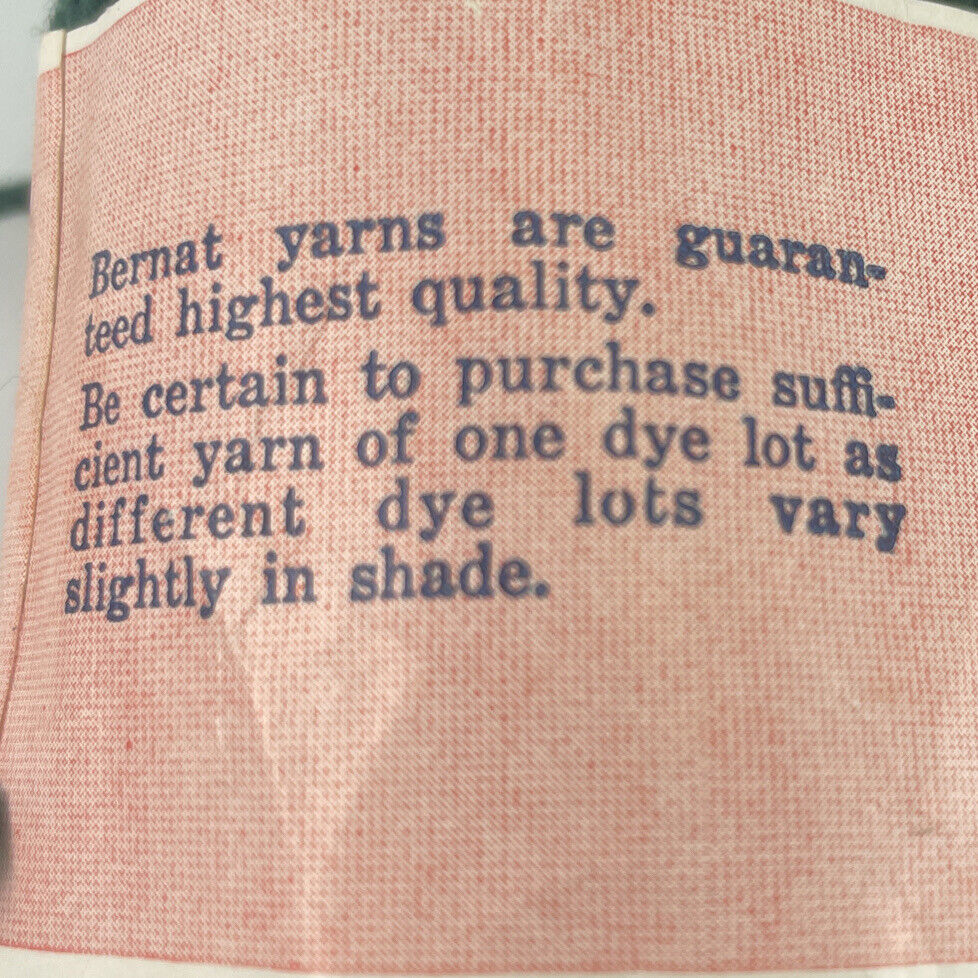 Bernat yarns are guaran-
teed highest quality.
Be certain to purchase suffi-
cient yarn of one dye lot as
different dye lots vary
slightly in shade.